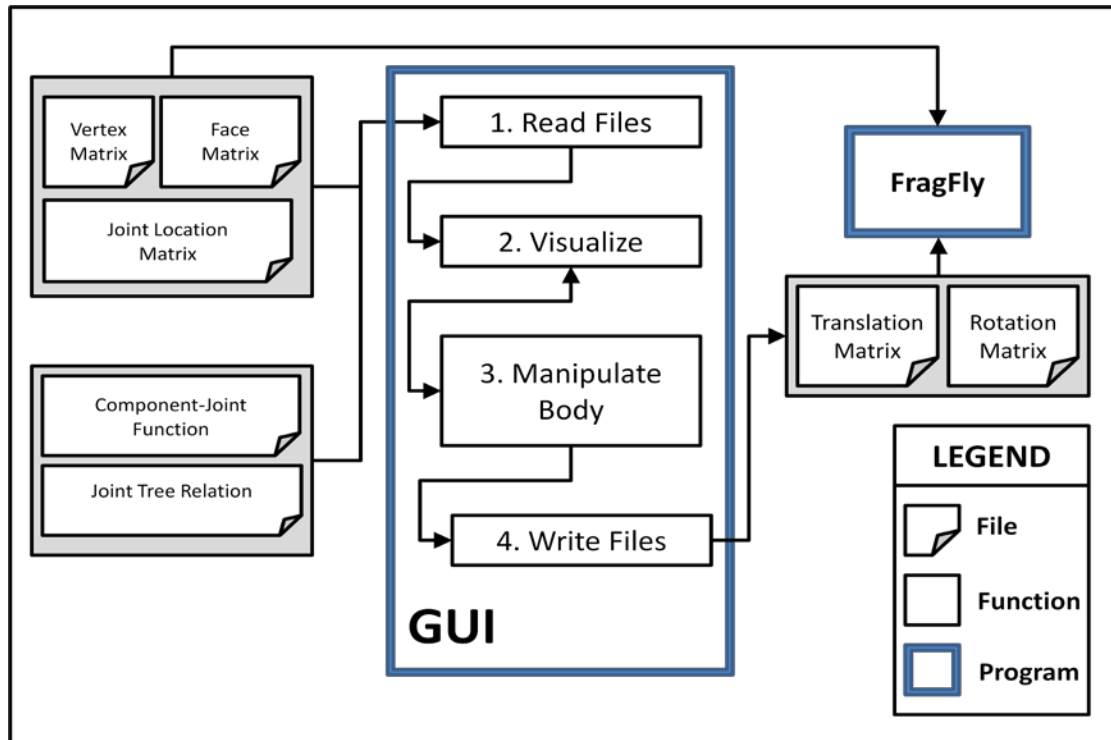 Vertex
Matrix
Face
Matrix
Joint Location
Matrix
Component-Joint
Function
Joint Tree Relation
1. Read Files
2. Visualize
3. Manipulate
Body
4. Write Files
GUI
FragFly
Translation
Matrix
Rotation
Matrix
LEGEND
File
Function
Program